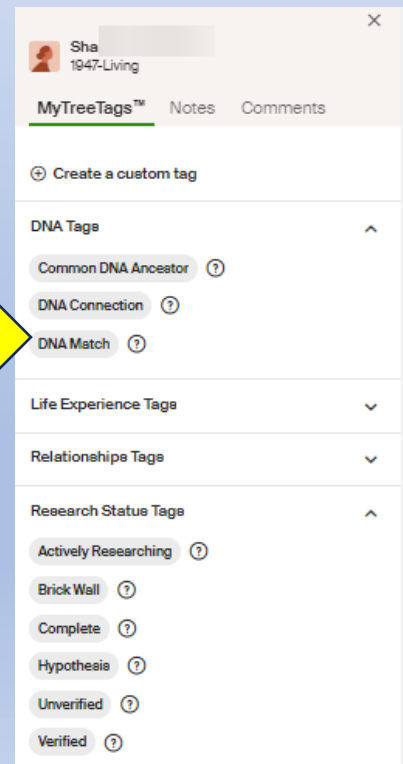 Sha
1947-Living
MyTreeTags™ Notes Comments
Create a custom tag
DNA Tags
Common DNA Ancestor ?
DNA Connection ?
DNA Match ?
Life Experience Tags
Relationships Tags
Research Status Tags
Actively Researching ?
Brick Wall ?
Complete ?
Hypothesis ?
Unverified ?
Verified ?